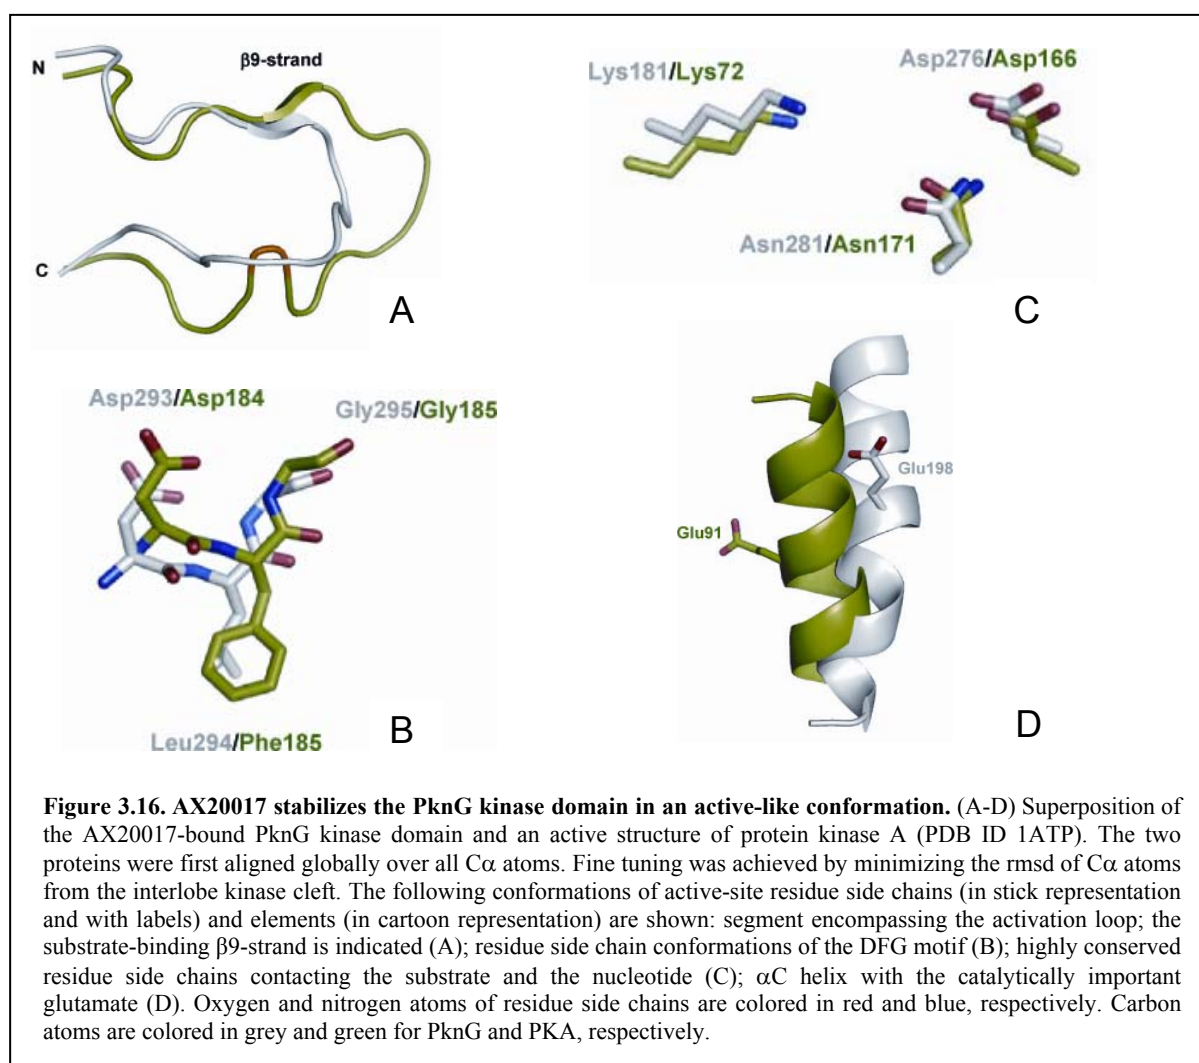 N
β9-strand
C
A
Lys181/Lys72
Asp276/Asp166
Asn281/Asn171
C
Asp293/Asp184
Gly295/Gly185
Leu294/Phe185
B
Glu198
Glu91
D
Figure 3.16. AX20017 stabilizes the PknG kinase domain in an active-like conformation. (A-D) Superposition of
the AX20017-bound PknG kinase domain and an active structure of protein kinase A (PDB ID 1ATP). The two
proteins were first aligned globally over all Cα atoms. Fine tuning was achieved by minimizing the rmsd of Cα atoms
from the interlobe kinase cleft. The following conformations of active-site residue side chains (in stick representation
and with labels) and elements (in cartoon representation) are shown: segment encompassing the activation loop; the
substrate-binding β9-strand is indicated (A); residue side chain conformations of the DFG motif (B); highly conserved
residue side chains contacting the substrate and the nucleotide (C); αC helix with the catalytically important
glutamate (D). Oxygen and nitrogen atoms of residue side chains are colored in red and blue, respectively. Carbon
atoms are colored in grey and green for PknG and PKA, respectively.